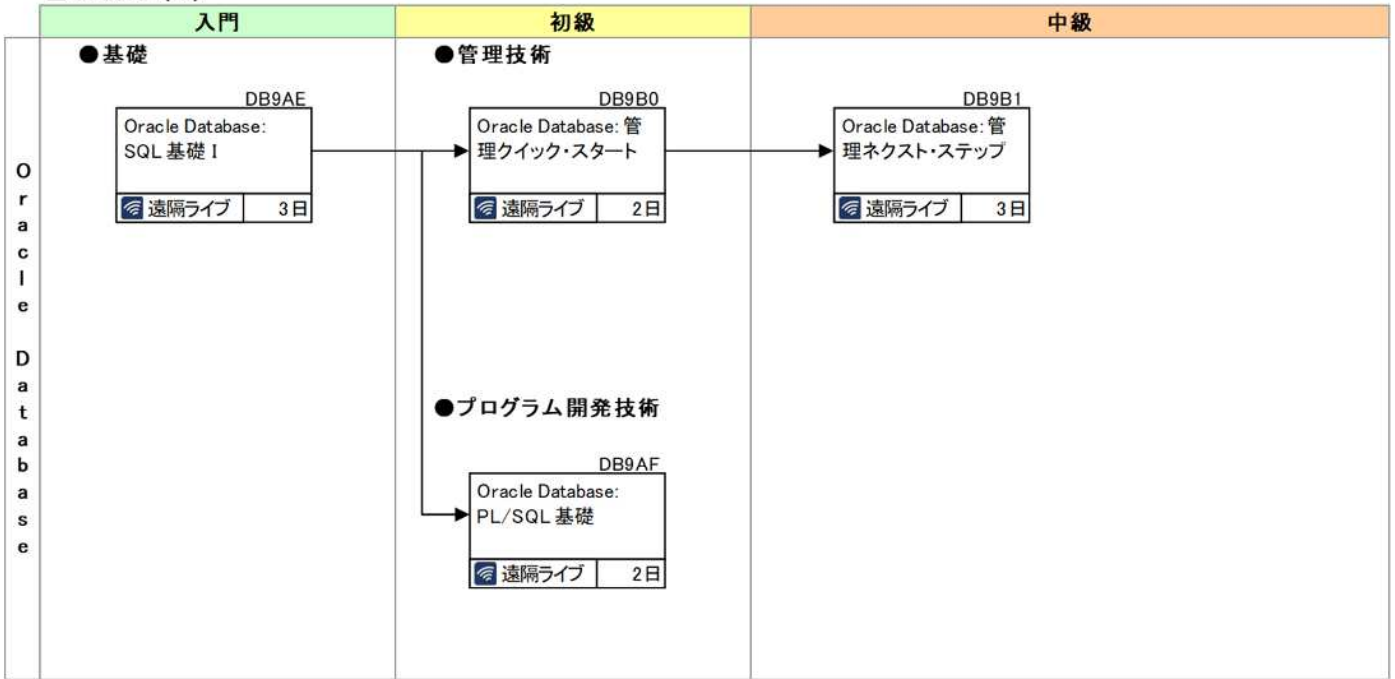 入門
初級
中級
Oracle Database
●基礎
●管理技術
DB9AE
DB9B0
DB9B1
Oracle Database:
SQL 基礎 I
遠隔ライブ 3日
Oracle Database: 管
理クイック・スタート
遠隔ライブ 2日
Oracle Database: 管
理ネクスト・ステップ
遠隔ライブ 3日
●プログラム開発技術
DB9AF
Oracle Database:
PL/SQL 基礎
遠隔ライブ 2日